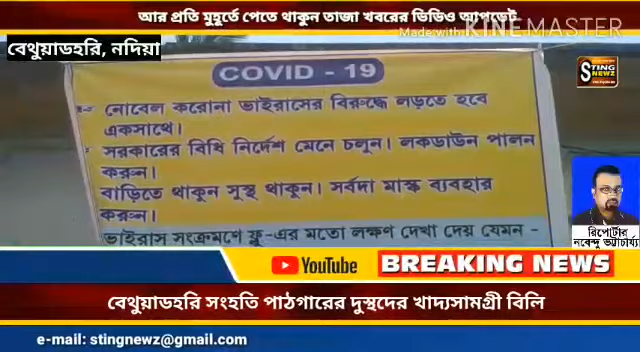 আর প্রতি মুহূর্তে পেতে থাকুন তাজা খবরের ভিডিও আপডেট
Made with KINEMASTER
বেথুয়াডহরি, নদিয়া
STING NEWZ
COVID - 19
নোবেল করোনা ভাইরাসের বিরুদ্ধে লড়তে হবে
একসাথে।
সরকারের বিধি নির্দেশ মেনে চলুন। লকডাউন পালন
করুন।
বাড়িতে থাকুন সুস্থ থাকুন। সর্বদা মাস্ক ব্যবহার
করুন।
ভাইরাস সংক্রমণে ফ্লু-এর মতো লক্ষণ দেখা দেয় যেমন -
রিপোর্টার
নবেন্দু ভট্টাচার্য্য
YouTube
BREAKING NEWS
বেথুয়াডহরি সংহতি পাঠগারের দুস্থদের খাদ্যসামগ্রী বিলি
e-mail: stingnewz@gmail.com